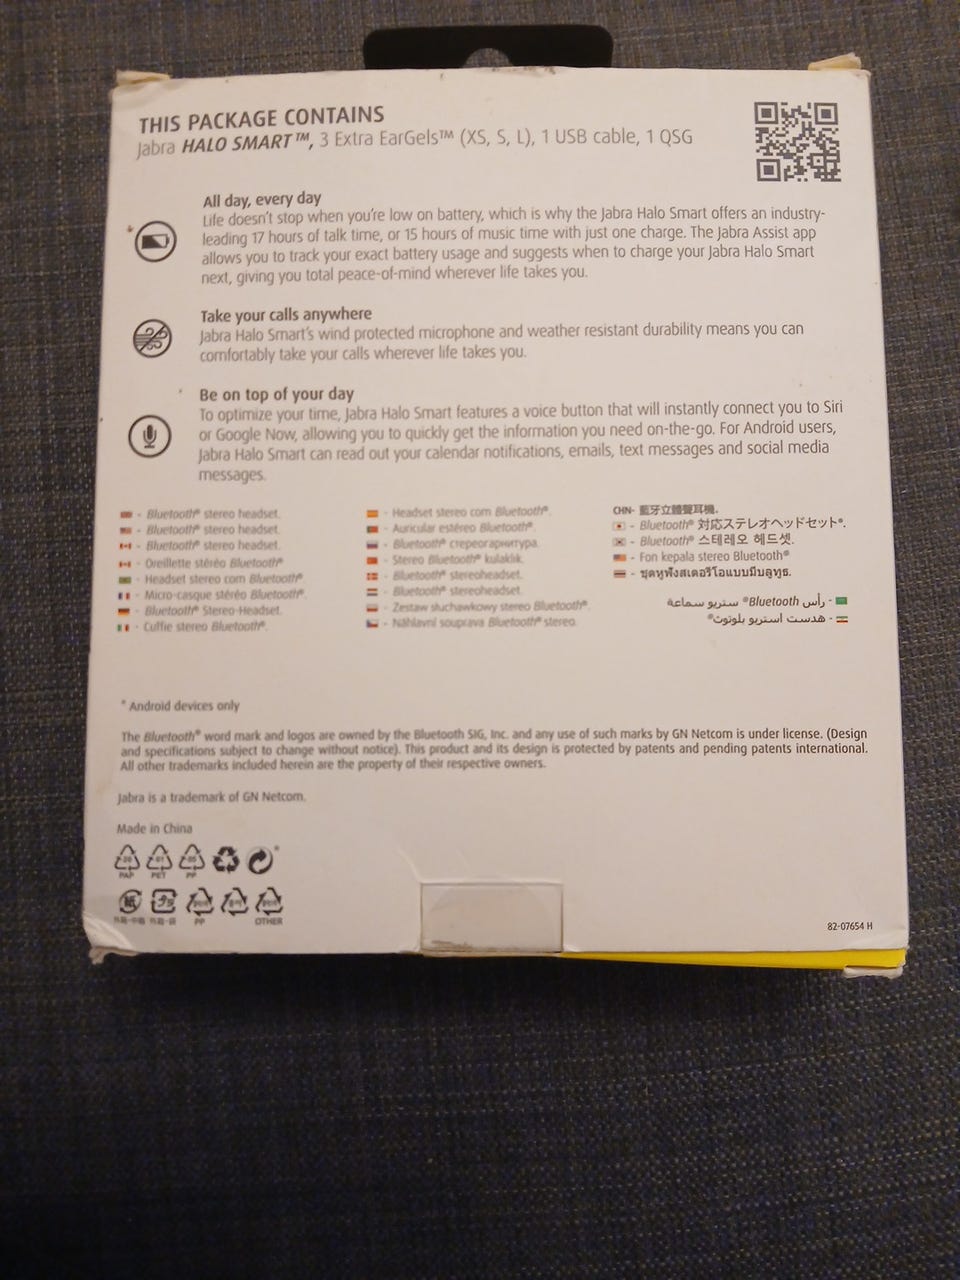 THIS PACKAGE CONTAINS
Jabra HALO SMART™, 3 Extra EarGels™ (XS, S, L), 1 USB cable, 1 QSG
All day, every day
Life doesn't stop when you're low on battery, which is why the Jabra Halo Smart offers an industry-
leading 17 hours of talk time, or 15 hours of music time with just one charge. The Jabra Assist app
allows you to track your exact battery usage and suggests when to charge your Jabra Halo Smart
next, giving you total peace-of-mind wherever life takes you.
Take your calls anywhere
Jabra Halo Smart's wind protected microphone and weather resistant durability means you can
comfortably take your calls wherever life takes you.
Be on top of your day
To optimize your time, Jabra Halo Smart features a voice button that will instantly connect you to Siri
or Google Now, allowing you to quickly get the information you need on-the-go. For Android users,
Jabra Halo Smart can read out your calendar notifications, emails, text messages and social media
messages.
- Bluetooth® stereo headset.
- Bluetooth® stereo headset.
- Bluetooth® stereo headset.
- Oreillette stéréo Bluetooth®
- Headset stereo com Bluetooth®.
- Micro-casque stéréo Bluetooth®.
- Bluetooth® Stereo-Headset.
- Cuffie stereo Bluetooth®.
- Headset stereo com Bluetooth®.
- Auricular estéreo Bluetooth®.
- Bluetooth® стереогарнитура.
- Stereo Bluetooth® kulaklık.
- Bluetooth® stereoheadset.
- Bluetooth® stereoheadset.
- Zestaw słuchawkowy stereo Bluetooth®.
- Náhlavní souprava Bluetooth® stereo.
CHN- 藍牙立體聲耳機.
- Bluetooth® 対応ステレオヘッドセット®.
- Bluetooth® 스테레오 헤드셋.
- Fon kepala stereo Bluetooth®
- ชุดหูฟังสเตอริโอแบบมีบลูทูธ.
- رأس Bluetooth® ستريو سماعة
- هدست استريو بلوتوث®
* Android devices only
The Bluetooth® word mark and logos are owned by the Bluetooth SIG, Inc. and any use of such marks by GN Netcom is under license. (Design
and specifications subject to change without notice). This product and its design is protected by patents and pending patents international.
All other trademarks included herein are the property of their respective owners.
Jabra is a trademark of GN Netcom.
Made in China
20 01 05
PAP PET PP
紙
PP OTHER
82-07654 H